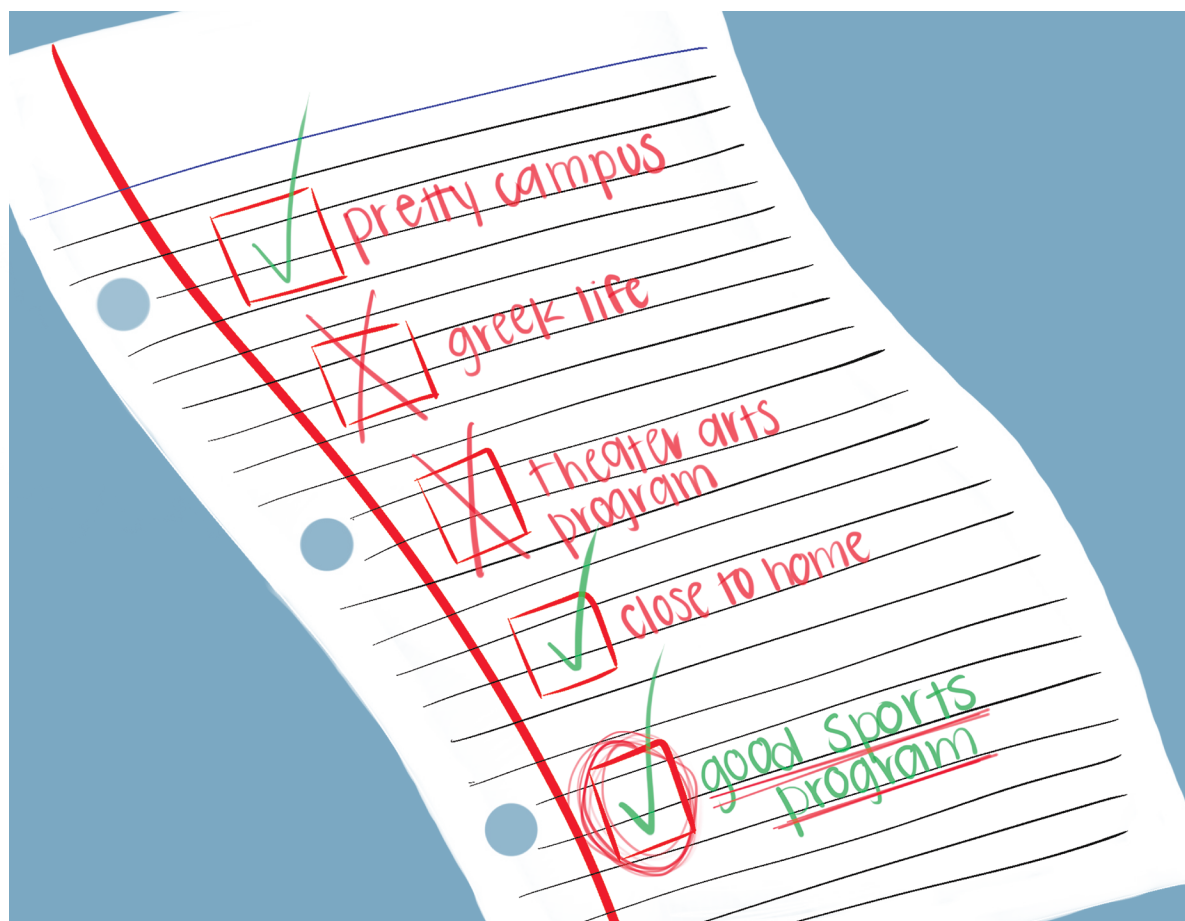 pretty campus
greek life
theater arts
program
close to home
good sports
program